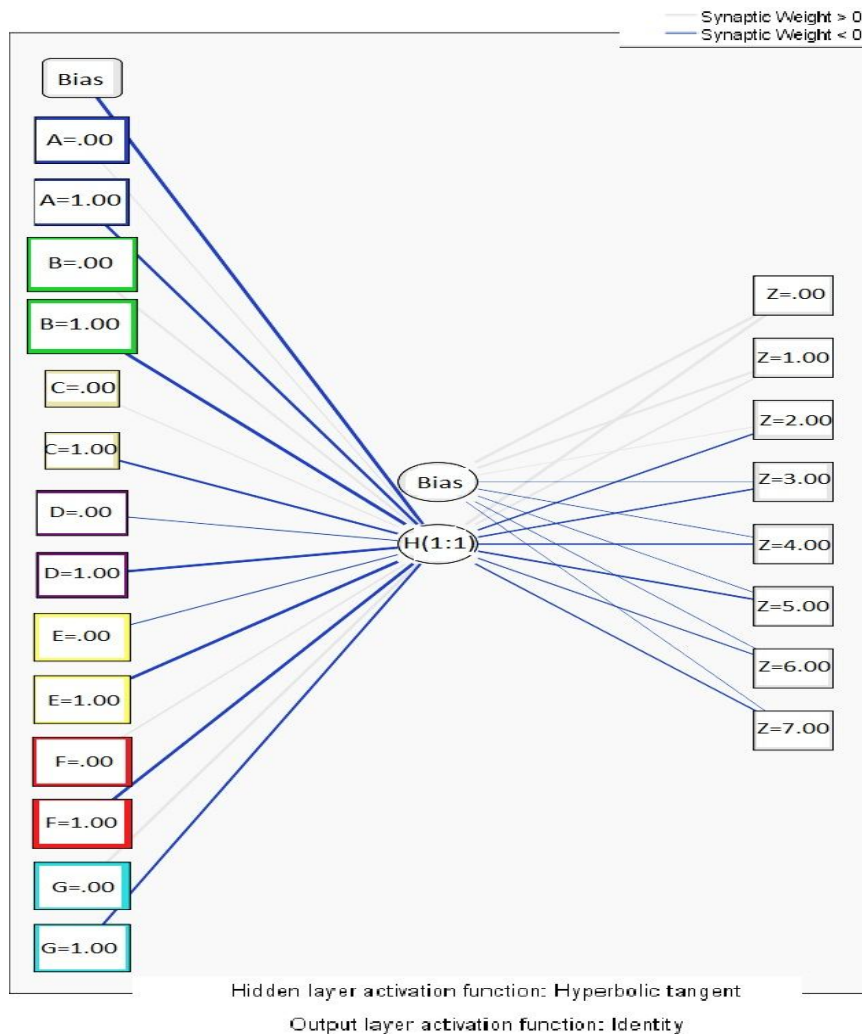 Synaptic Weight > 0
Synaptic Weight < 0
Bias
A=.00
A=1.00
B=.00
B=1.00
C=.00
C=1.00
D=.00
D=1.00
E=.00
E=1.00
F=.00
F=1.00
G=.00
G=1.00
Bias
H(1:1)
Z=.00
Z=1.00
Z=2.00
Z=3.00
Z=4.00
Z=5.00
Z=6.00
Z=7.00
Hidden layer activation function: Hyperbolic tangent
Output layer activation function: Identity